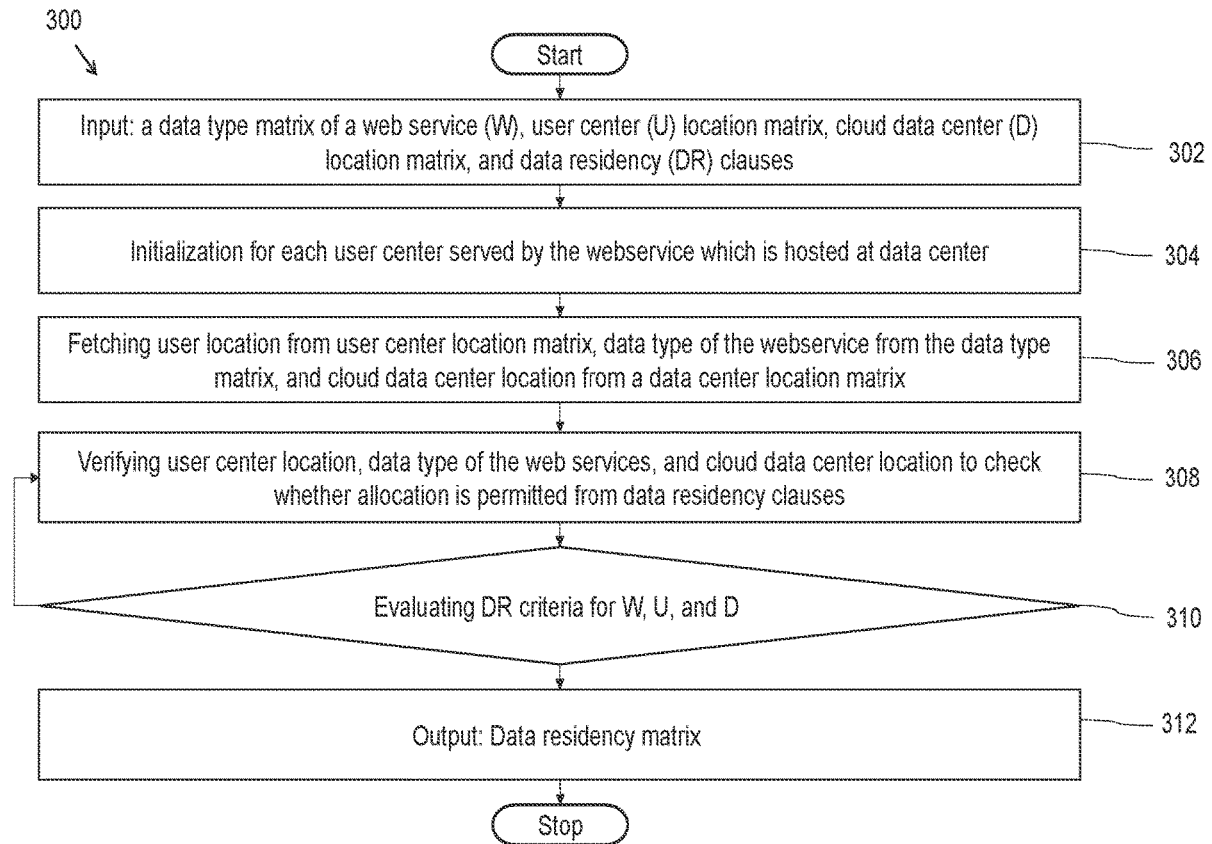 300
Start
Input: a data type matrix of a web service (W), user center (U) location matrix, cloud data center (D)
location matrix, and data residency (DR) clauses
302
Initialization for each user center served by the webservice which is hosted at data center
304
Fetching user location from user center location matrix, data type of the webservice from the data type
matrix, and cloud data center location from a data center location matrix
306
Verifying user center location, data type of the web services, and cloud data center location to check
whether allocation is permitted from data residency clauses
308
Evaluating DR criteria for W, U, and D
310
Output: Data residency matrix
312
Stop